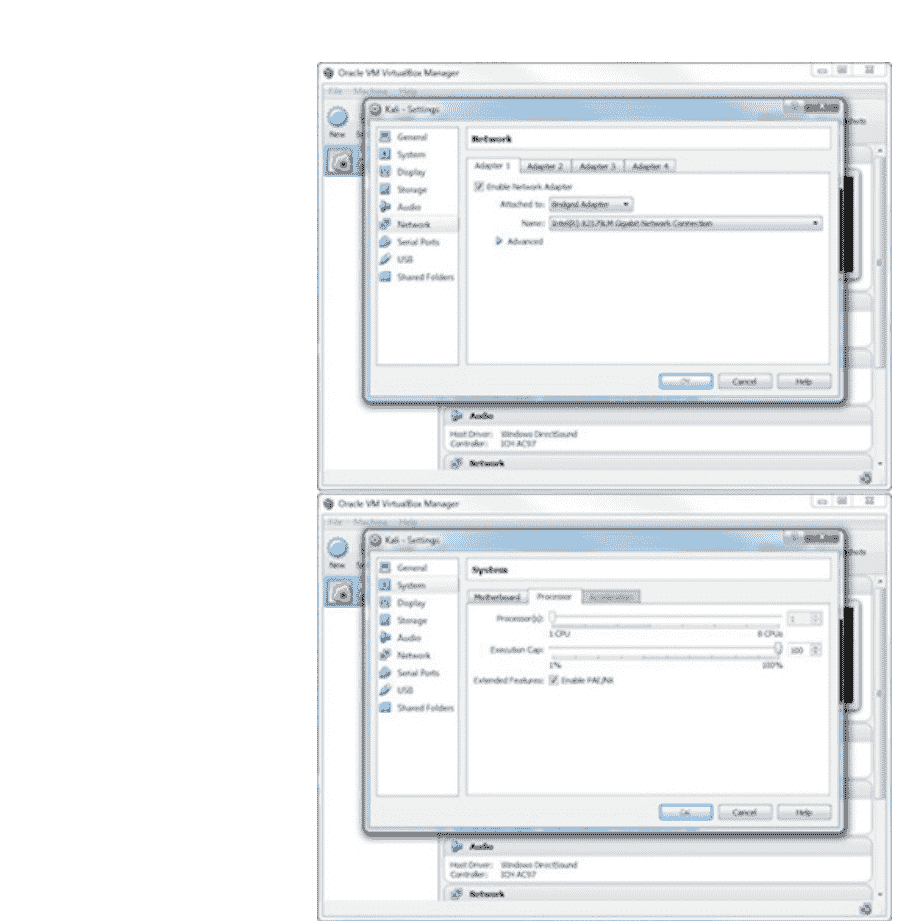 Oracle VM VirtualBox Manager
File Machine Help
Kali - Settings
New
General
System
Display
Storage
Audio
Network
Serial Ports
USB
Shared Folders
Network
Adapter 1 Adapter 2 Adapter 3 Adapter 4
Enable Network Adapter
Attached to: Bridged Adapter
Name: Intel(R) 82579LM Gigabit Network Connection
Advanced
OK Cancel Help
Audio
Host Driver: Windows DirectSound
Controller: ICH AC97
Network
Oracle VM VirtualBox Manager
File Machine Help
Kali - Settings
New
General
System
Display
Storage
Audio
Network
Serial Ports
USB
Shared Folders
System
Motherboard Processor Acceleration
Processor(s): 1
1 CPU 8 CPUs
Execution Cap: 100
1% 100%
Extended Features: Enable PAE/NX
OK Cancel Help
Audio
Host Driver: Windows DirectSound
Controller: ICH AC97
Network